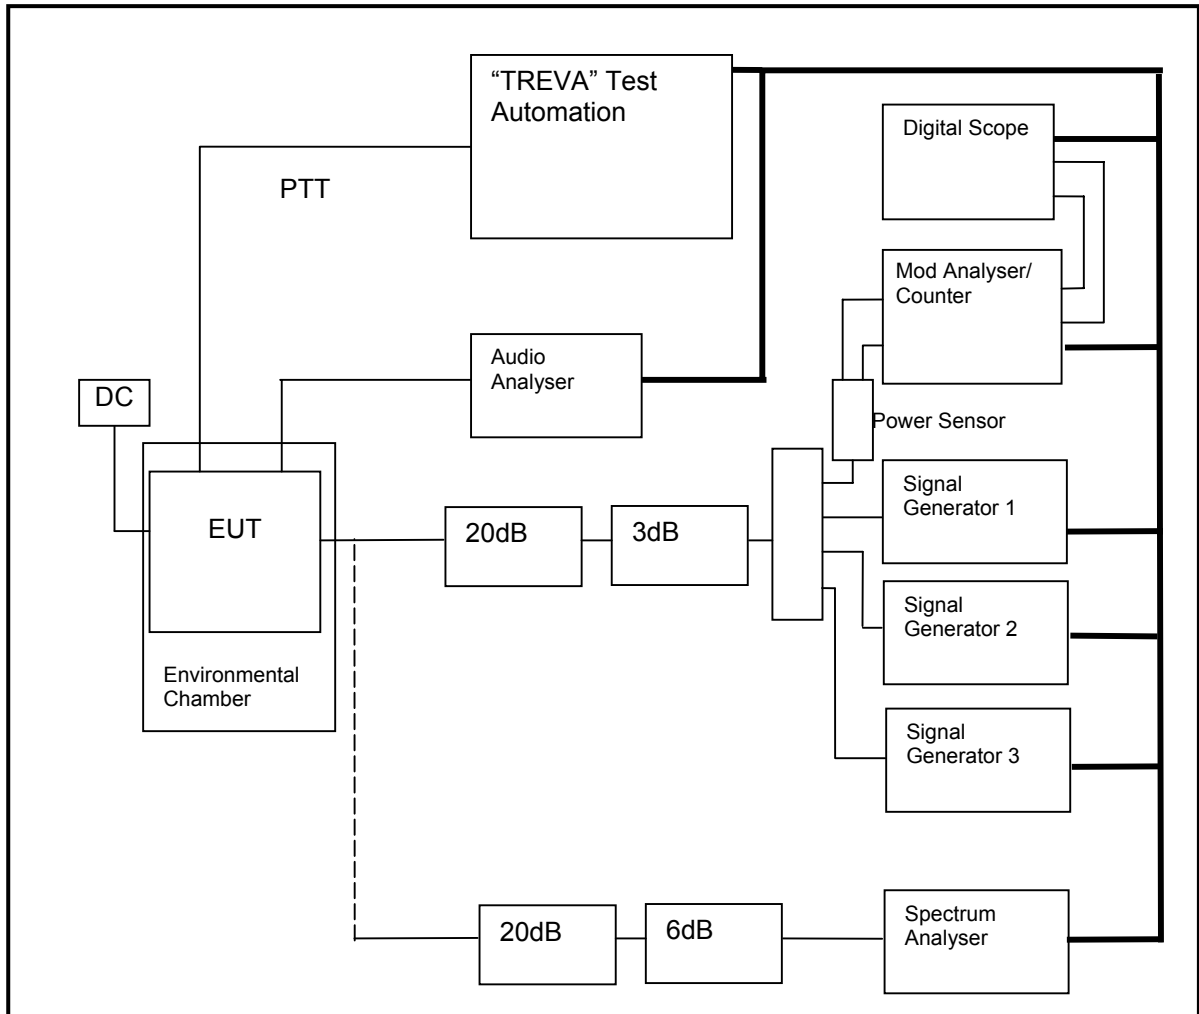 “TREVA” Test
Automation
Digital Scope
PTT
Mod Analyser/
Counter
Audio
Analyser
DC
Power Sensor
EUT
20dB
3dB
Signal
Generator 1
Signal
Generator 2
Environmental
Chamber
Signal
Generator 3
20dB
6dB
Spectrum
Analyser